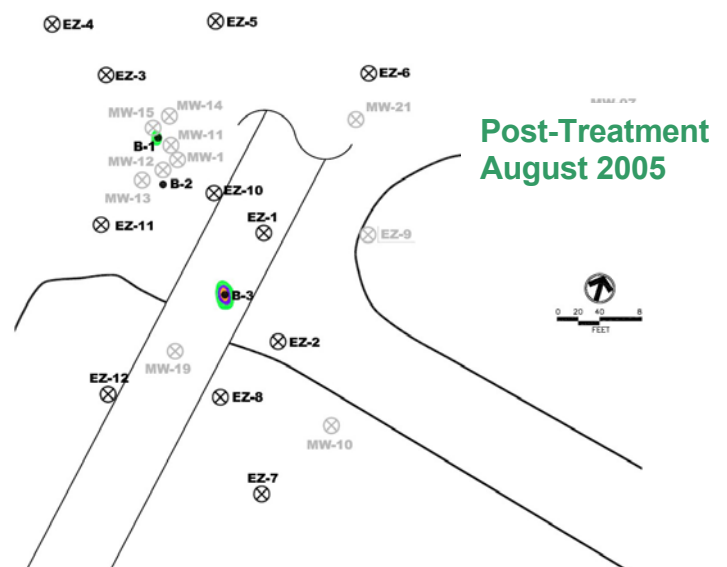 EZ-4
EZ-5
EZ-3
EZ-6
MW-14
MW-15
MW-21
Post-Treatment
August 2005
B-1
MW-11
MW-1
MW-12
B-2
MW-13
EZ-10
EZ-11
EZ-1
EZ-9
B-3
0 20 40 8
FEET
EZ-2
MW-19
EZ-12
EZ-8
MW-10
EZ-7